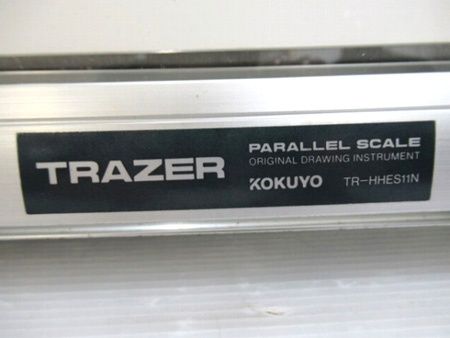 TRAZER
PARALLEL SCALE
ORIGINAL DRAWING INSTRUMENT
KOKUYO TR-HHES11N